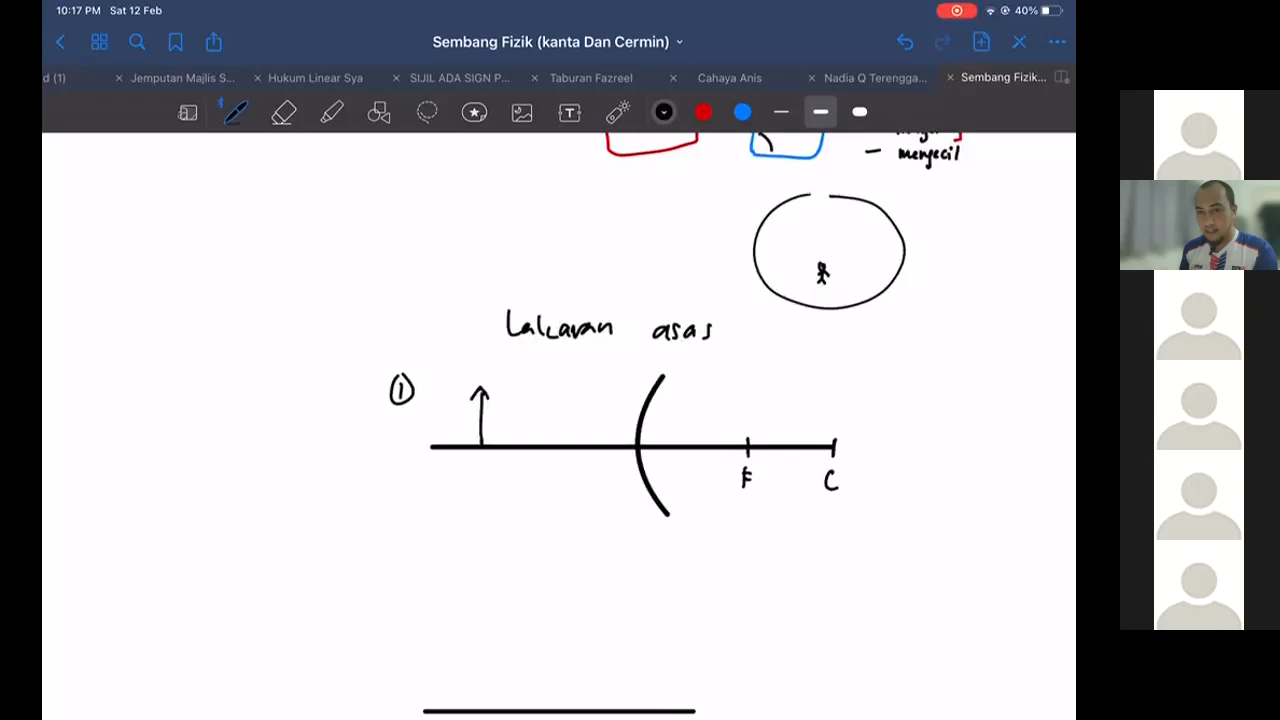 10:17 PM Sat 12 Feb
40%
Sembang Fizik (kanta Dan Cermin)
d (1)
Jemputan Majlis S...
Hukum Linear Sya
SIJIL ADA SIGN P...
Taburan Fazreel
Cahaya Anis
Nadia Q Terengga...
Sembang Fizik...
T
- mengecil
Lakaran asas
1
F C